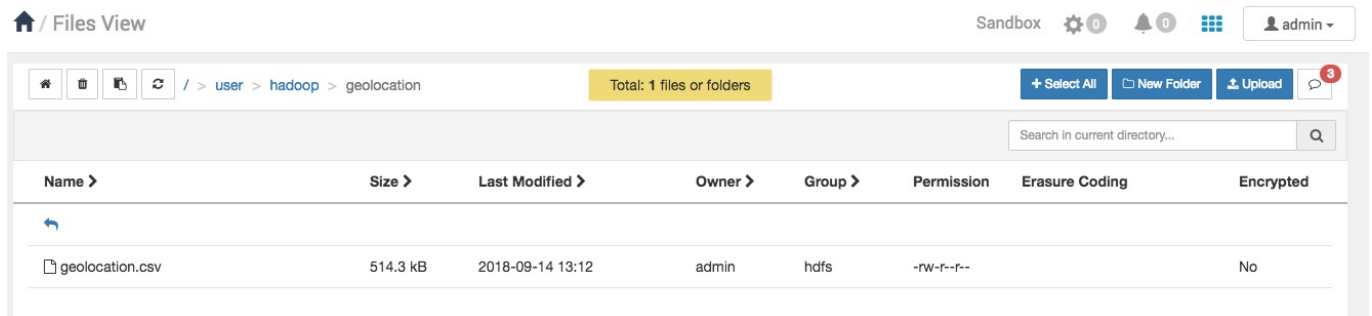 / Files View Sandbox 0 0 admin
/ > user > hadoop > geolocation Total: 1 files or folders + Select All New Folder Upload 3
Search in current directory...
Name > Size > Last Modified > Owner > Group > Permission Erasure Coding Encrypted
geolocation.csv 514.3 kB 2018-09-14 13:12 admin hdfs -rw-r--r-- No